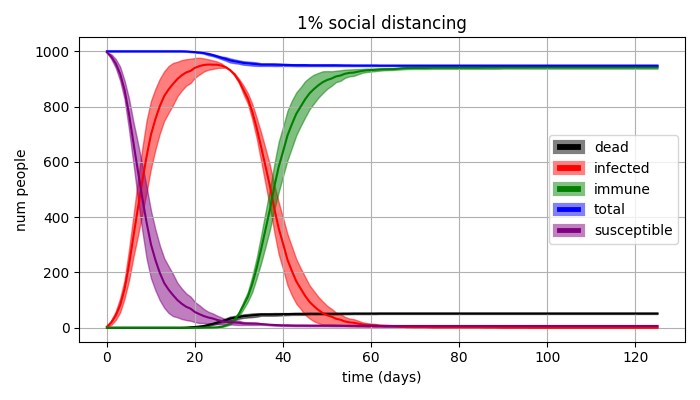 1% social distancing
num people
1000
800
600
400
200
0
dead
infected
immune
total
susceptible
0 20 40 60 80 100 120
time (days)